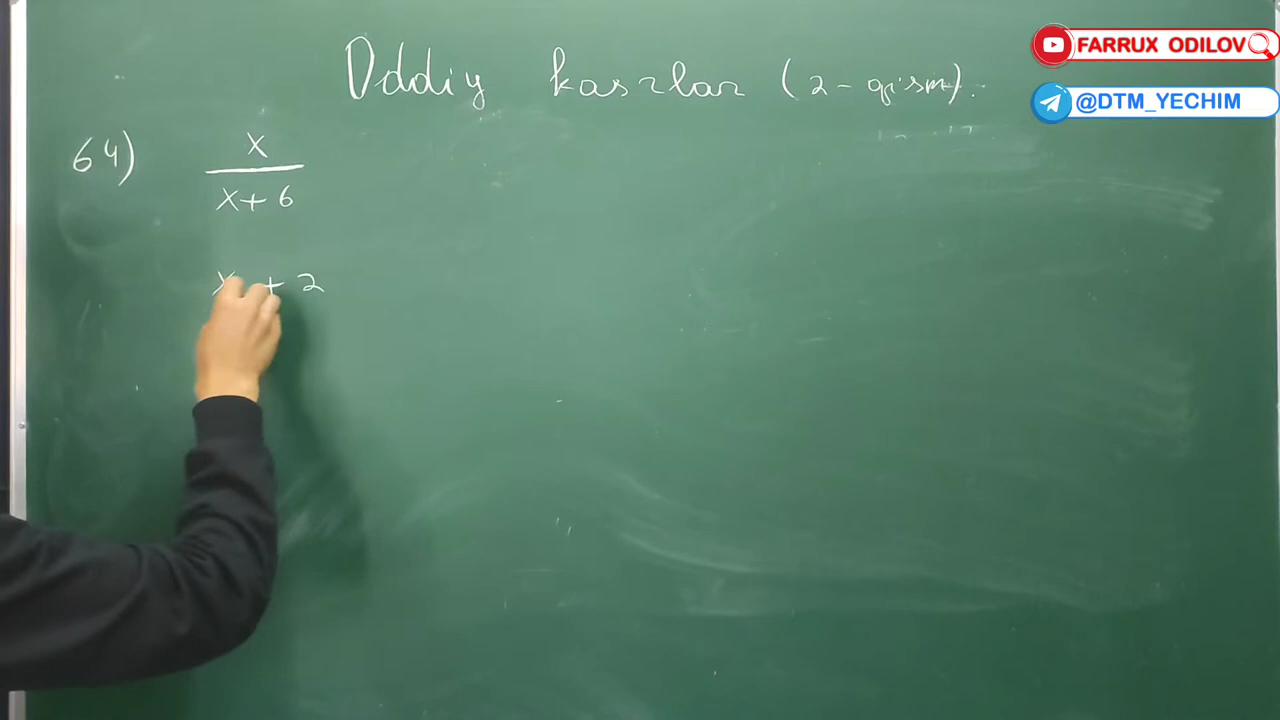 Oddiy kasrlar (2-qism).
FARRUX ODILOV
@DTM_YECHIM
64) x
x+6
x + 2